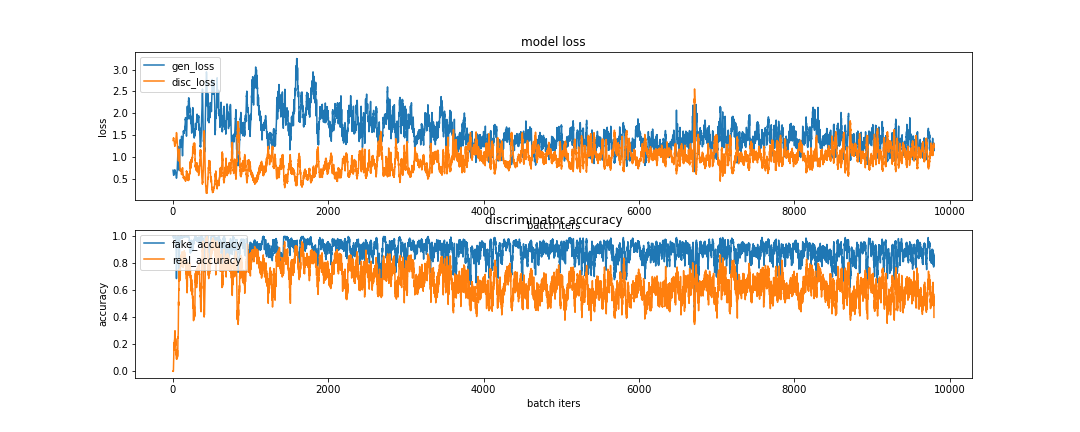 model loss
gen_loss
disc_loss
loss
3.0
2.5
2.0
1.5
1.0
0.5
0
2000
4000
6000
8000
10000
batch iters
discriminator accuracy
fake_accuracy
real_accuracy
accuracy
1.0
0.8
0.6
0.4
0.2
0.0
0
2000
4000
6000
8000
10000
batch iters